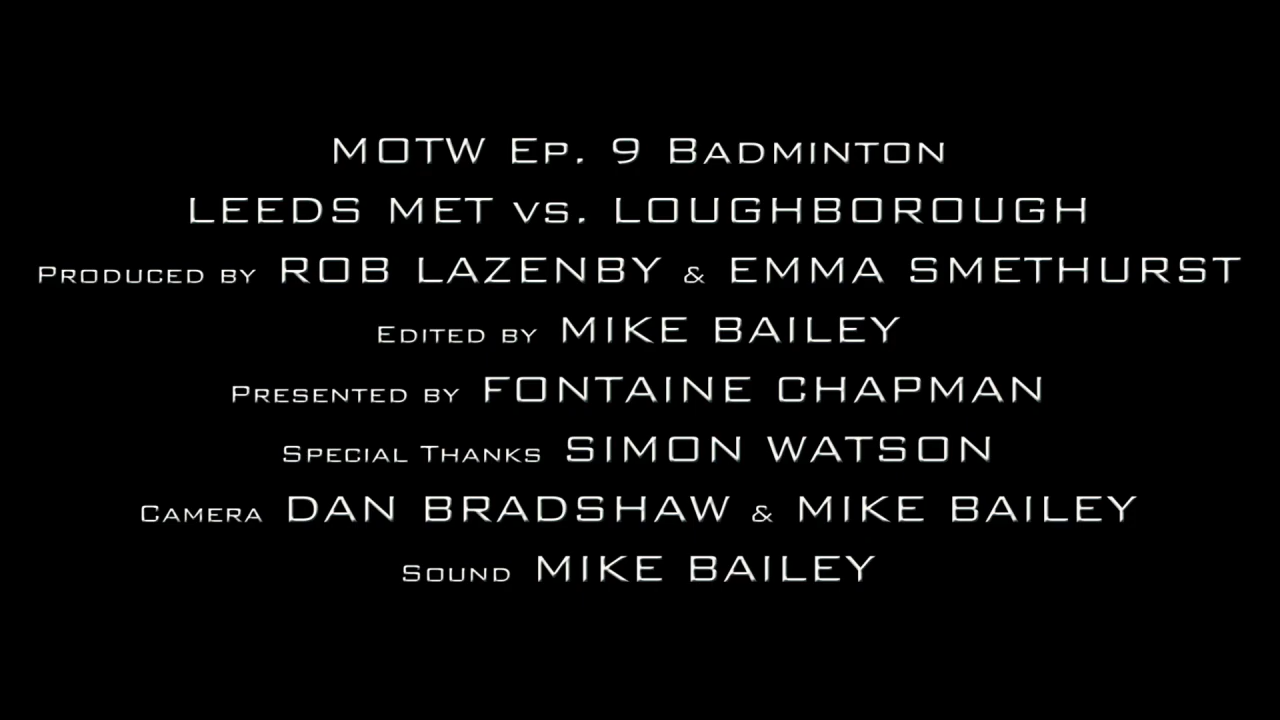 MOTW Ep. 9 Badminton
LEEDS MET vs. LOUGHBOROUGH
Produced by ROB LAZENBY & EMMA SMETHURST
Edited by MIKE BAILEY
Presented by FONTAINE CHAPMAN
Special Thanks SIMON WATSON
Camera DAN BRADSHAW & MIKE BAILEY
Sound MIKE BAILEY